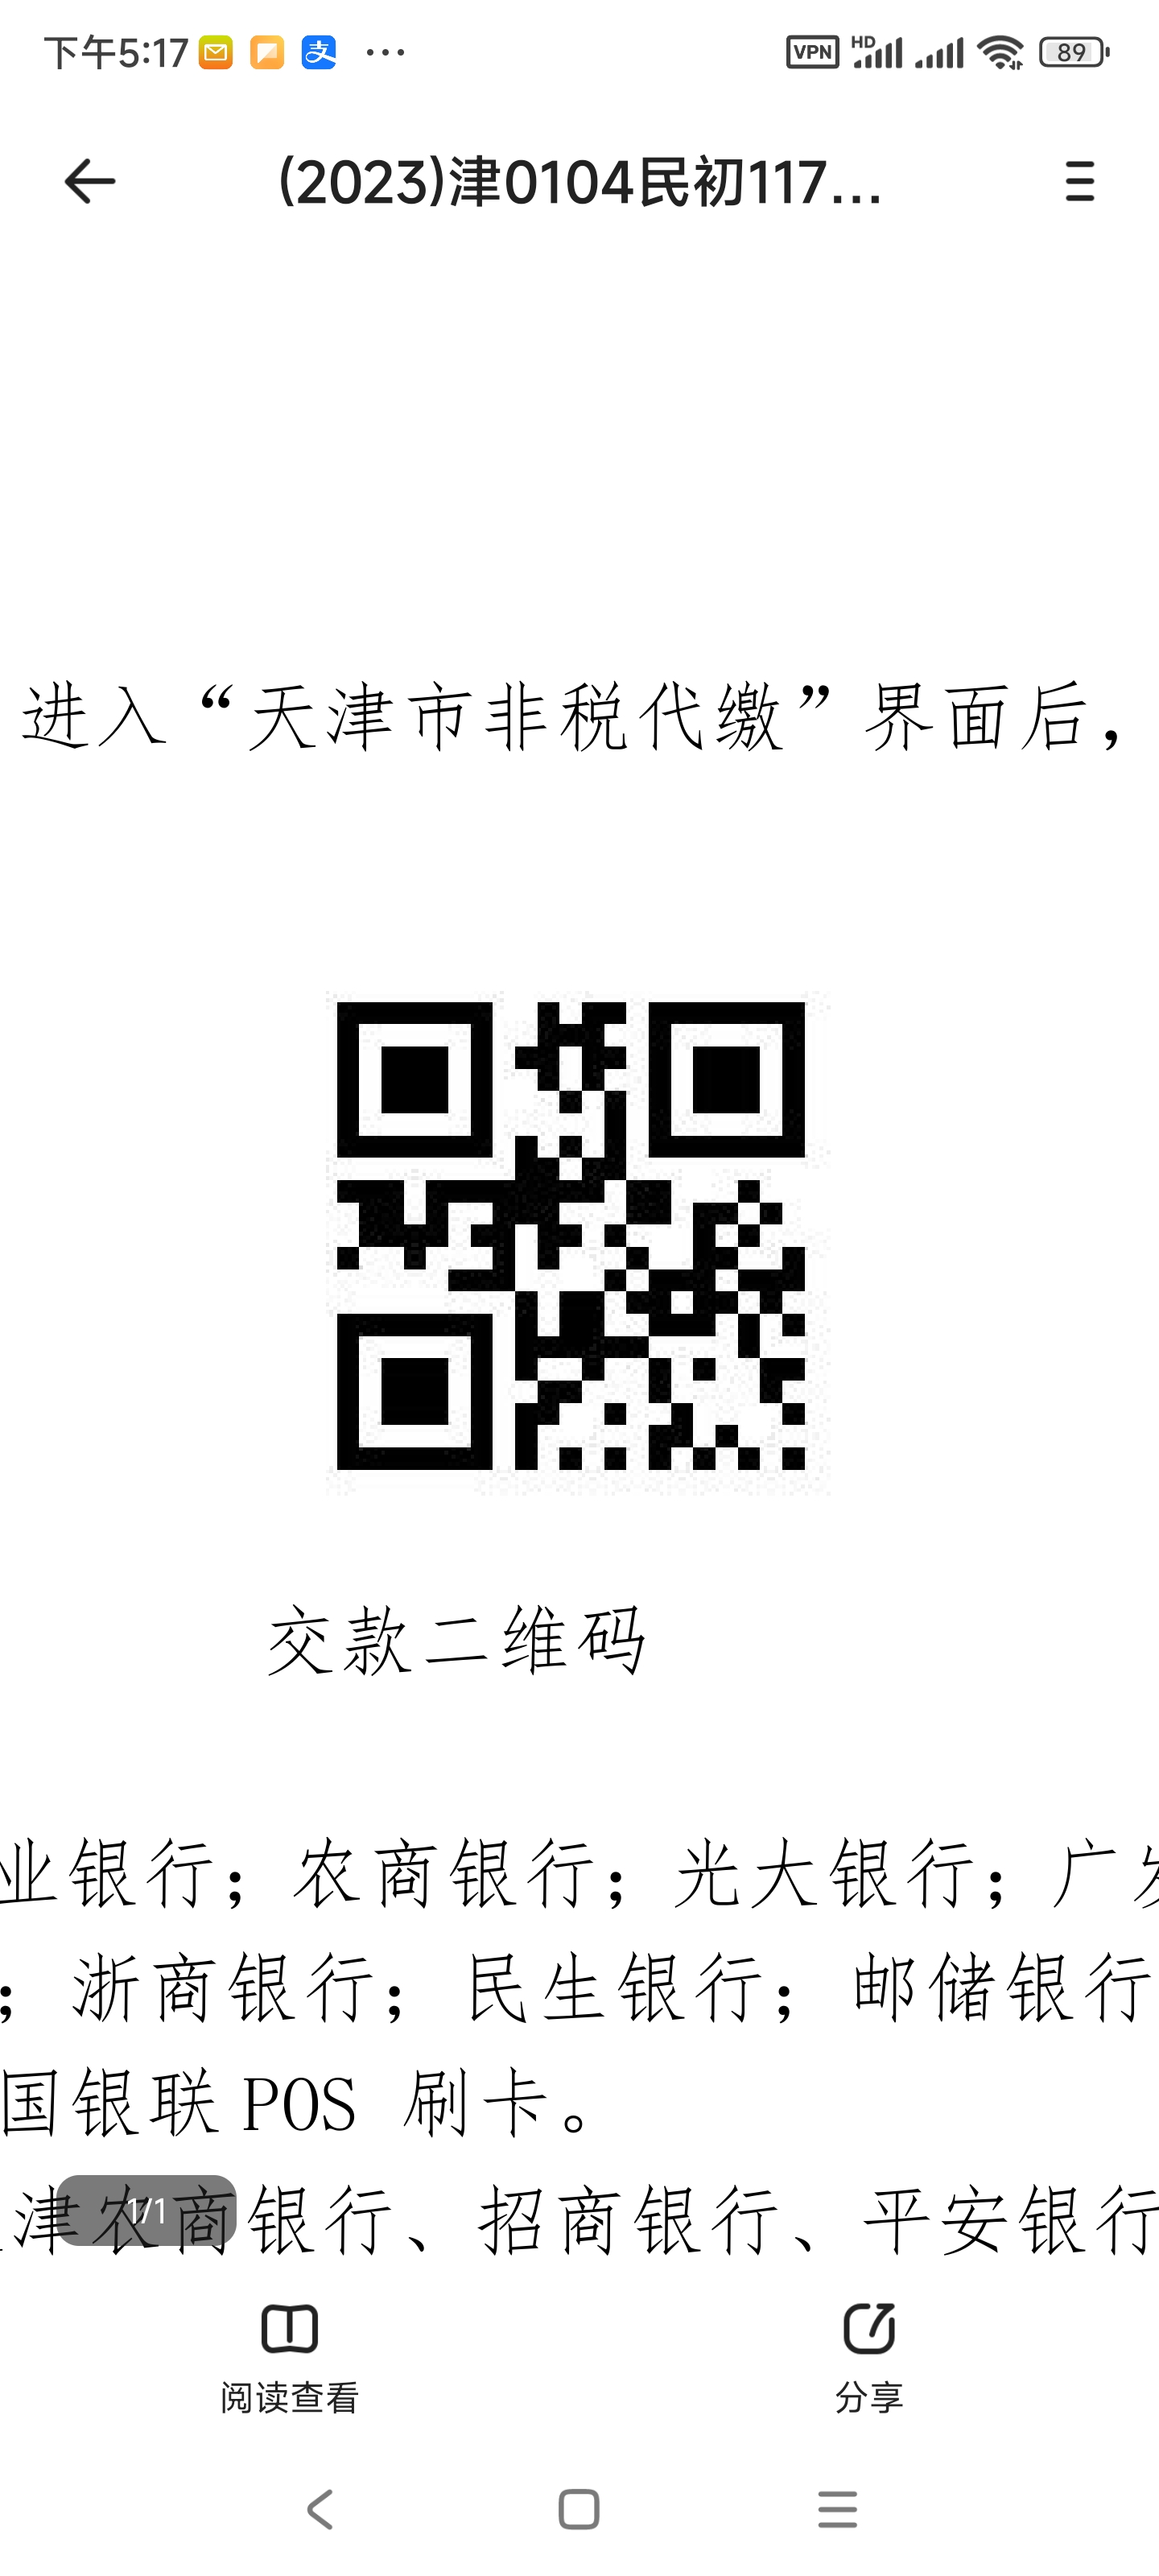 下午5:17
VPN HD 89
(2023)津0104民初117...
进入“天津市非税代缴”界面后，
交款二维码
业银行；农商银行；光大银行；广发
；浙商银行；民生银行；邮储银行
国银联 POS 刷卡。
津农商银行、招商银行、平安银行
1/1
阅读查看
分享